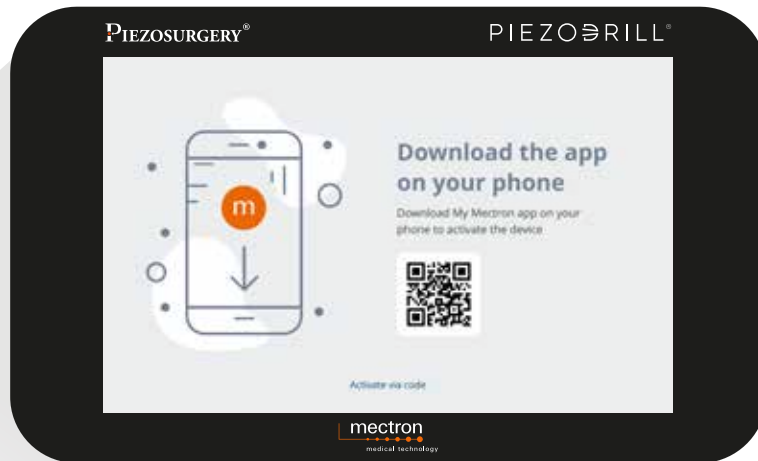 PIEZOSURGERY®
PIEZODRILL®
m
Download the app
on your phone
Download My Mectron app on your
phone to activate the device
Activate via code
mectron
medical technology